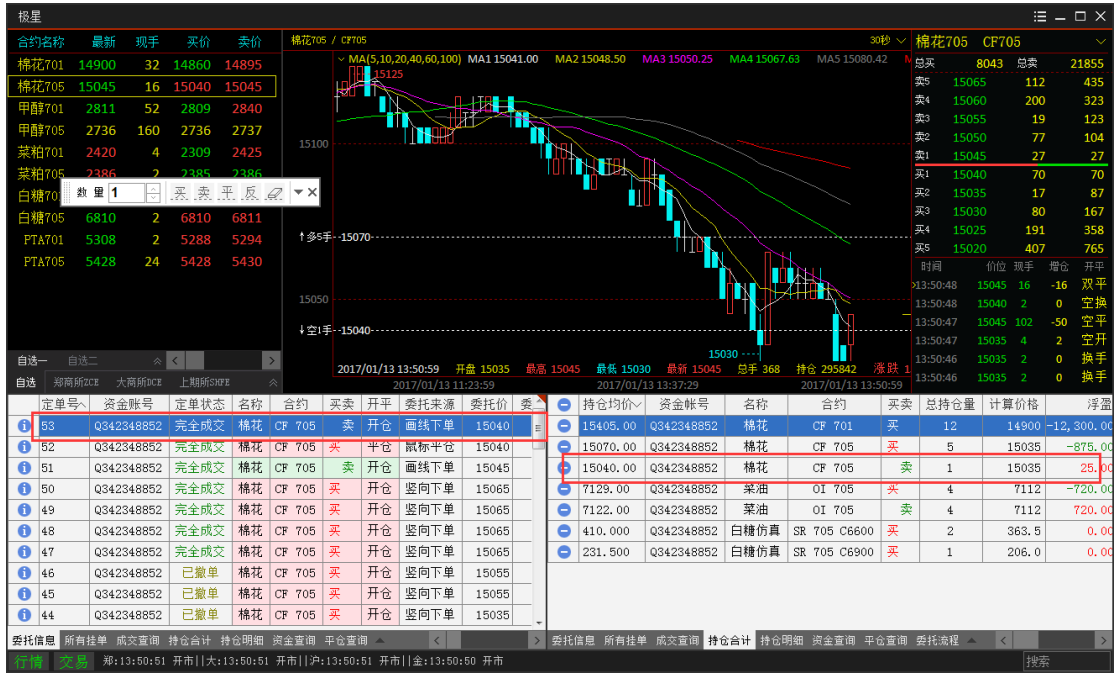 极星
合约名称 最新 现手 买价 卖价
棉花701 14900 32 14860 14895
棉花705 15045 16 15040 15045
甲醇701 2811 52 2809 2840
甲醇705 2736 160 2736 2737
菜粕701 2420 4 2309 2425
菜粕705 2386 2 2385 2386
白糖70
数量 1 买 卖 平 反
白糖705 6810 2 6810 6811
PTA701 5308 2 5288 5294
PTA705 5428 24 5428 5430
自选一 自选二
自选 郑商所ZCE 大商所DCE 上期所SHFE
棉花705 / CF705 30秒
MA(5,10,20,40,60,100) MA1 15041.00 MA2 15048.50 MA3 15050.25 MA4 15067.63 MA5 15080.42 M
15125
15100
↑多5手 15070
15050
↓空1手 15040
15030
2017/01/13 13:50:59 开盘 15035 最高 15045 最低 15030 最新 15045 总手 368 持仓 295842 涨跌 1
2017/01/13 11:23:59 2017/01/13 13:37:29 2017/01/13 13:50:59
棉花705 CF705
总买 8043 总卖 21855
卖5 15065 112 435
卖4 15060 200 323
卖3 15055 19 123
卖2 15050 77 104
卖1 15045 27 27
买1 15040 70 70
买2 15035 17 87
买3 15030 80 167
买4 15025 191 358
买5 15020 407 765
时间 价位 现手 增仓 开平
13:50:48 15045 16 -16 双平
13:50:48 15040 2 0 空换
13:50:47 15045 102 -50 空平
13:50:47 15035 4 2 空开
13:50:46 15035 2 0 换手
13:50:46 15035 2 0 换手
定单号 资金账号 定单状态 名称 合约 买卖 开平 委托来源 委托价 委
53 Q342348852 完全成交 棉花 CF 705 卖 开仓 画线下单 15040
52 Q342348852 完全成交 棉花 CF 705 买 平仓 鼠标平仓 15040
51 Q342348852 完全成交 棉花 CF 705 卖 开仓 画线下单 15045
50 Q342348852 完全成交 棉花 CF 705 买 开仓 竖向下单 15065
49 Q342348852 完全成交 棉花 CF 705 买 开仓 竖向下单 15065
48 Q342348852 完全成交 棉花 CF 705 买 开仓 竖向下单 15065
47 Q342348852 完全成交 棉花 CF 705 买 开仓 竖向下单 15065
46 Q342348852 已撤单 棉花 CF 705 买 开仓 竖向下单 15055
45 Q342348852 已撤单 棉花 CF 705 买 开仓 竖向下单 15055
44 Q342348852 已撤单 棉花 CF 705 买 开仓 竖向下单 15035
委托信息 所有挂单 成交查询 持仓合计 持仓明细 资金查询 平仓查询
持仓均价 资金帐号 名称 合约 买卖 总持仓量 计算价格 浮盈
15405.00 Q342348852 棉花 CF 701 买 12 14900 -12,300.00
15070.00 Q342348852 棉花 CF 705 买 5 15035 -875.00
15040.00 Q342348852 棉花 CF 705 卖 1 15035 25.00
7129.00 Q342348852 菜油 OI 705 买 4 7112 -720.00
7122.00 Q342348852 菜油 OI 705 卖 4 7112 720.00
410.000 Q342348852 白糖仿真 SR 705 C6600 买 2 363.5 0.00
231.500 Q342348852 白糖仿真 SR 705 C6900 买 1 206.0 0.00
委托信息 所有挂单 成交查询 持仓合计 持仓明细 资金查询 平仓查询 委托流程
行情 交易 郑:13:50:51 开市||大:13:50:51 开市||沪:13:50:51 开市||金:13:50:50 开市 搜索